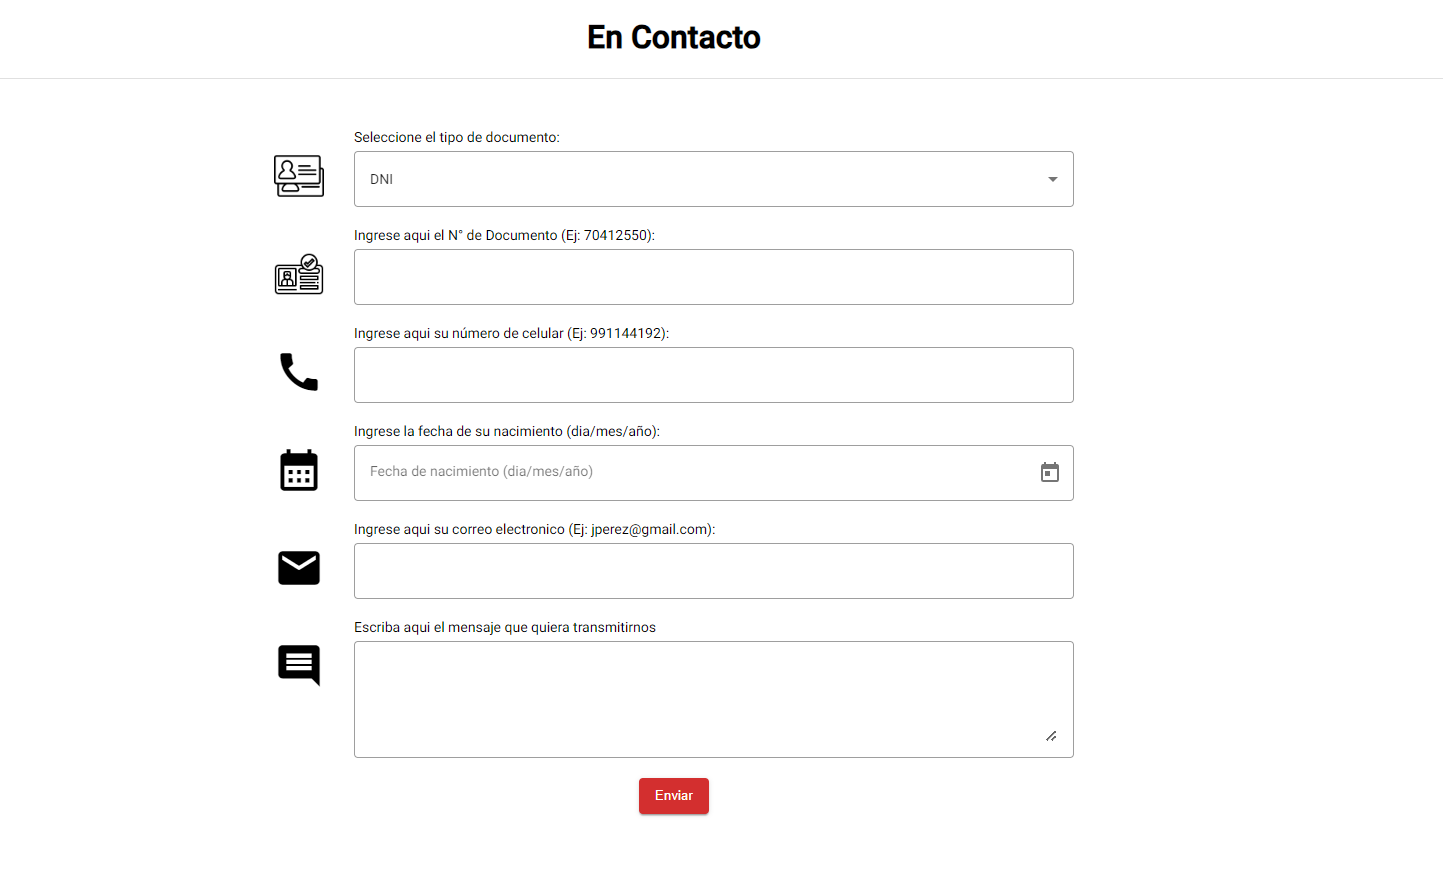 En Contacto
Seleccione el tipo de documento:
DNI
Ingrese aqui el N° de Documento (Ej: 70412550):
Ingrese aqui su número de celular (Ej: 991144192):
Ingrese la fecha de su nacimiento (dia/mes/año):
Fecha de nacimiento (dia/mes/año)
Ingrese aqui su correo electronico (Ej: jperez@gmail.com):
Escriba aqui el mensaje que quiera transmitirnos
Enviar